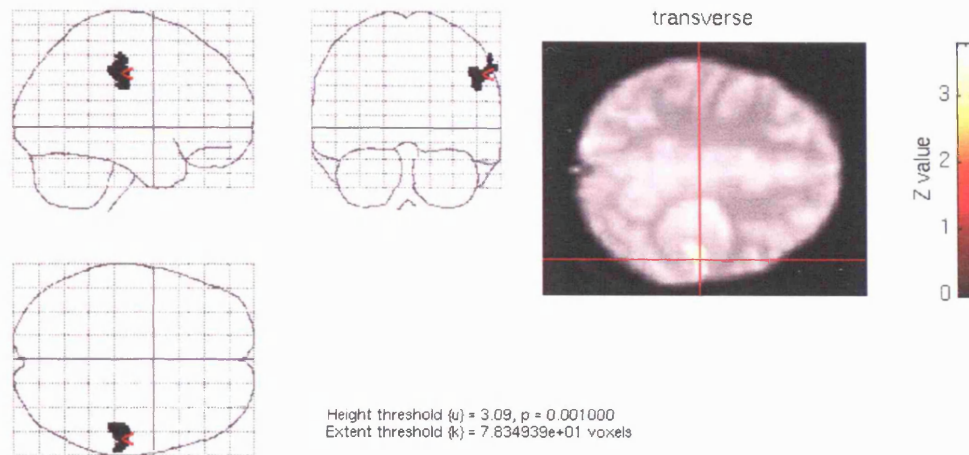 transverse
3
2
1
0
Z value
Height threshold {u} = 3.09, p = 0.001000
Extent threshold {k} = 7.834939e+01 voxels